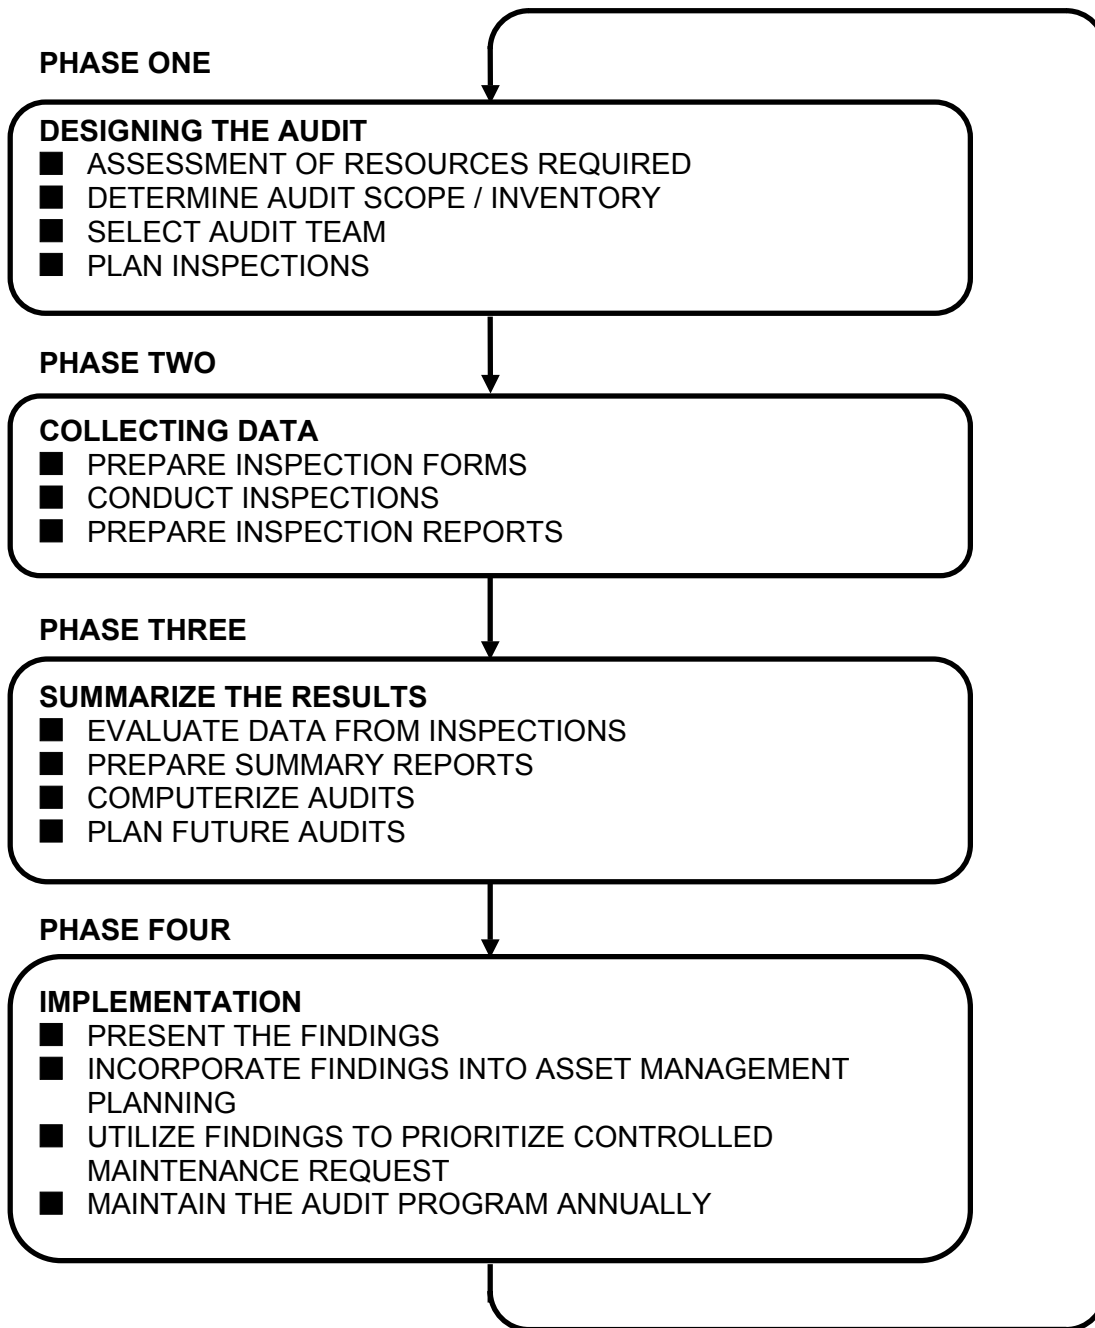 PHASE ONE
DESIGNING THE AUDIT
■ ASSESSMENT OF RESOURCES REQUIRED
■ DETERMINE AUDIT SCOPE / INVENTORY
■ SELECT AUDIT TEAM
■ PLAN INSPECTIONS
PHASE TWO
COLLECTING DATA
■ PREPARE INSPECTION FORMS
■ CONDUCT INSPECTIONS
■ PREPARE INSPECTION REPORTS
PHASE THREE
SUMMARIZE THE RESULTS
■ EVALUATE DATA FROM INSPECTIONS
■ PREPARE SUMMARY REPORTS
■ COMPUTERIZE AUDITS
■ PLAN FUTURE AUDITS
PHASE FOUR
IMPLEMENTATION
■ PRESENT THE FINDINGS
■ INCORPORATE FINDINGS INTO ASSET MANAGEMENT
PLANNING
■ UTILIZE FINDINGS TO PRIORITIZE CONTROLLED
MAINTENANCE REQUEST
■ MAINTAIN THE AUDIT PROGRAM ANNUALLY